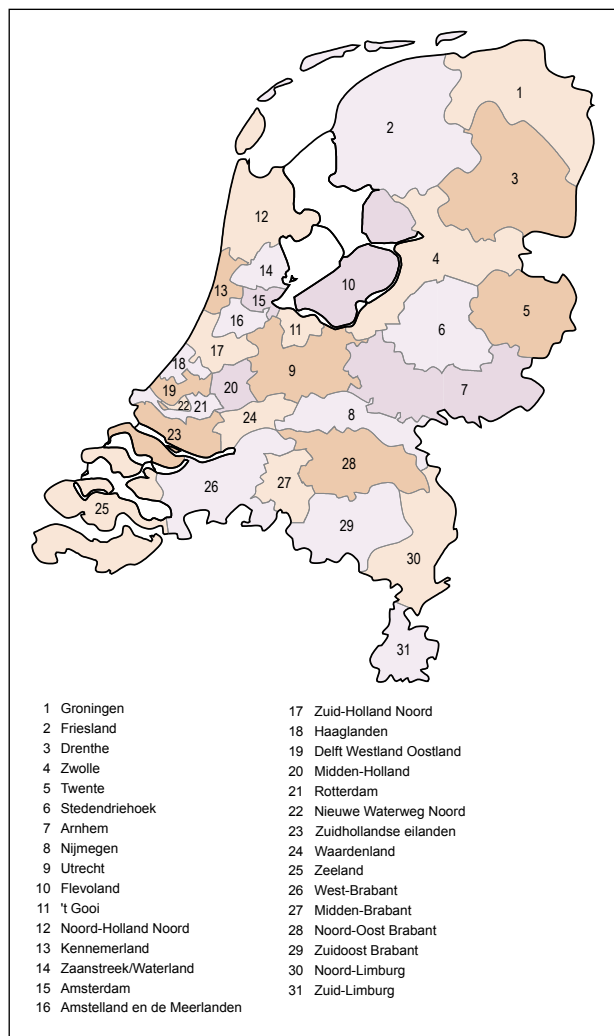 1
2
3
12
4
14
10
13
15
5
16
11
6
17
18
9
19
20
7
22
21
24
8
23
28
26
27
25
29
30
31
1 Groningen
2 Friesland
3 Drenthe
4 Zwolle
5 Twente
6 Stedendriehoek
7 Arnhem
8 Nijmegen
9 Utrecht
10 Flevoland
11 't Gooi
12 Noord-Holland Noord
13 Kennemerland
14 Zaanstreek/Waterland
15 Amsterdam
16 Amstelland en de Meerlanden
17 Zuid-Holland Noord
18 Haaglanden
19 Delft Westland Oostland
20 Midden-Holland
21 Rotterdam
22 Nieuwe Waterweg Noord
23 Zuidhollandse eilanden
24 Waardenland
25 Zeeland
26 West-Brabant
27 Midden-Brabant
28 Noord-Oost Brabant
29 Zuidoost Brabant
30 Noord-Limburg
31 Zuid-Limburg